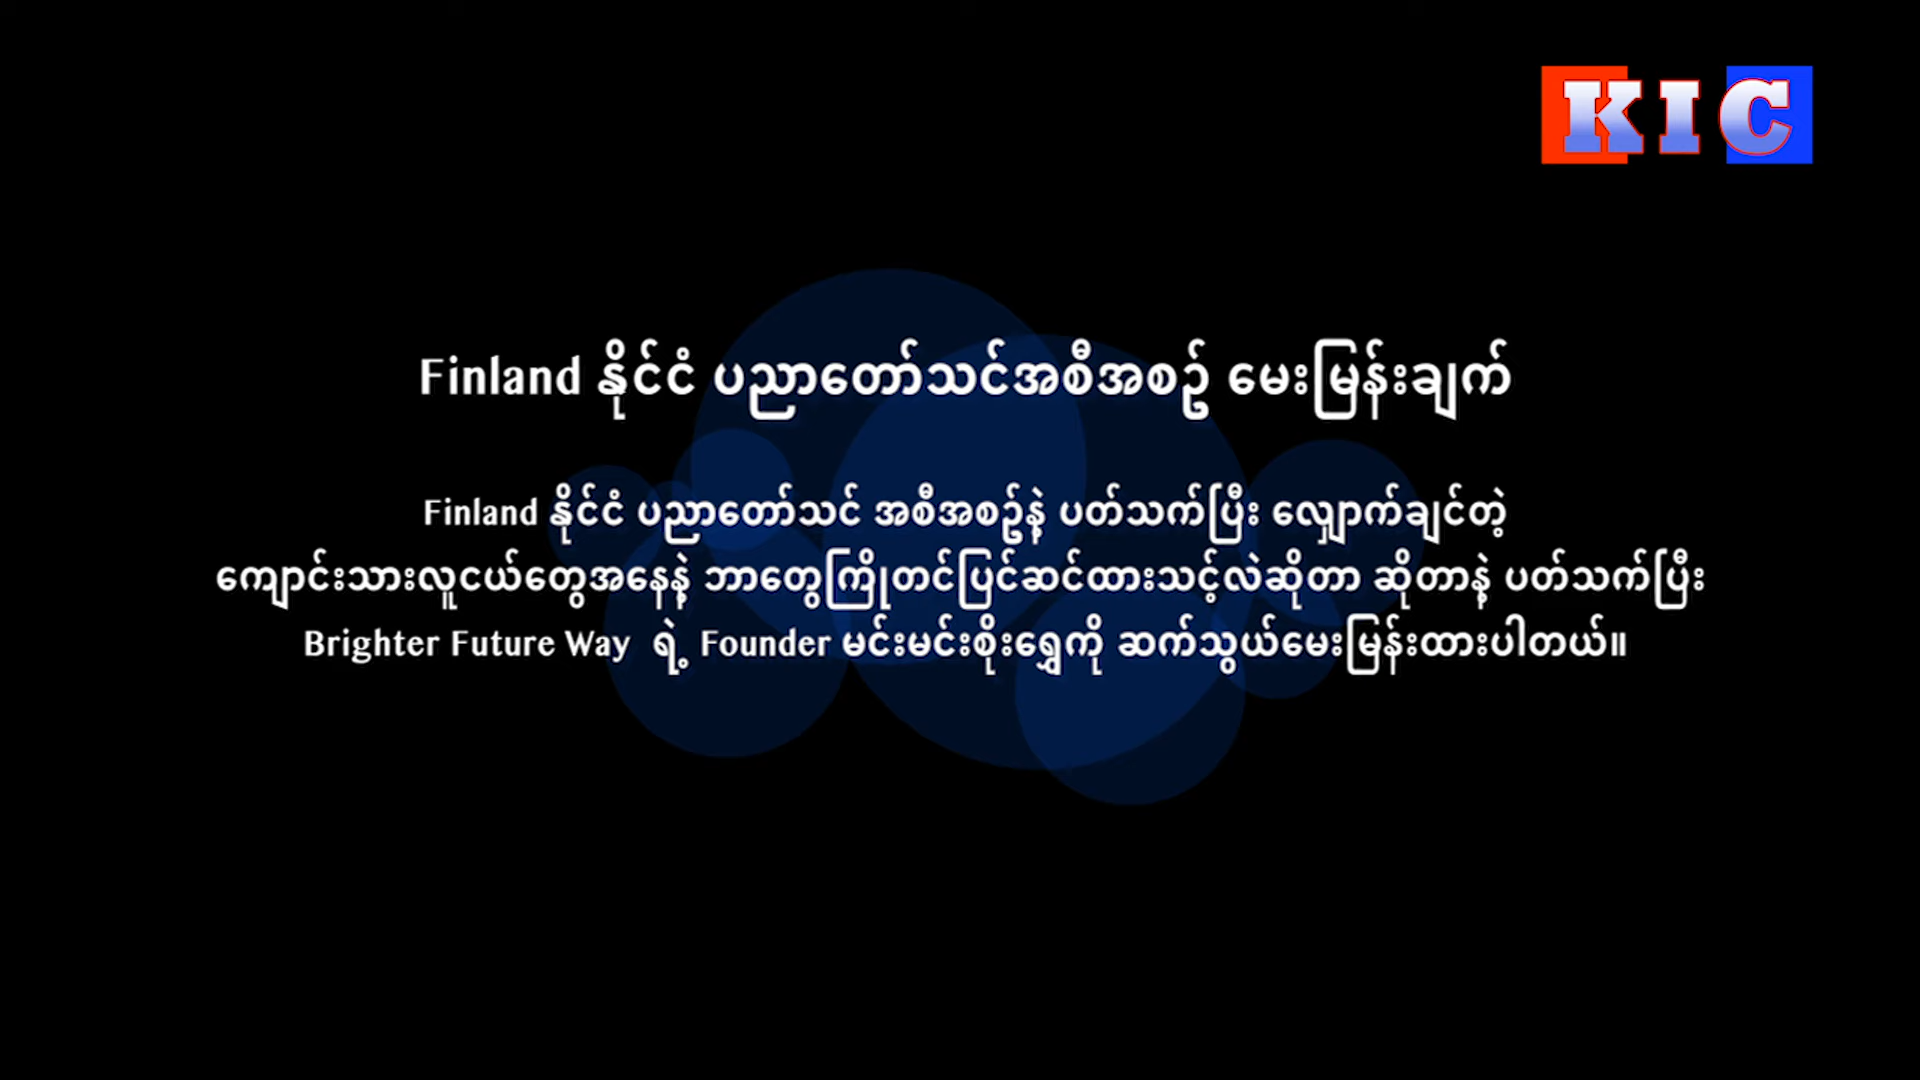 KIC
Finland နိုင်ငံ ပညာတော်သင်အစီအစဥ် မေးမြန်းချက်
Finland နိုင်ငံ ပညာတော်သင် အစီအစဥ်နဲ့ ပတ်သက်ပြီး လျှောက်ချင်တဲ့
ကျောင်းသားလူငယ်တွေအနေနဲ့ ဘာတွေကြိုတင်ပြင်ဆင်ထားသင့်လဲဆိုတာ ဆိုတာနဲ့ ပတ်သက်ပြီး
Brighter Future Way ရဲ့ Founder မင်းမင်းစိုးရွှေကို ဆက်သွယ်မေးမြန်းထားပါတယ်။